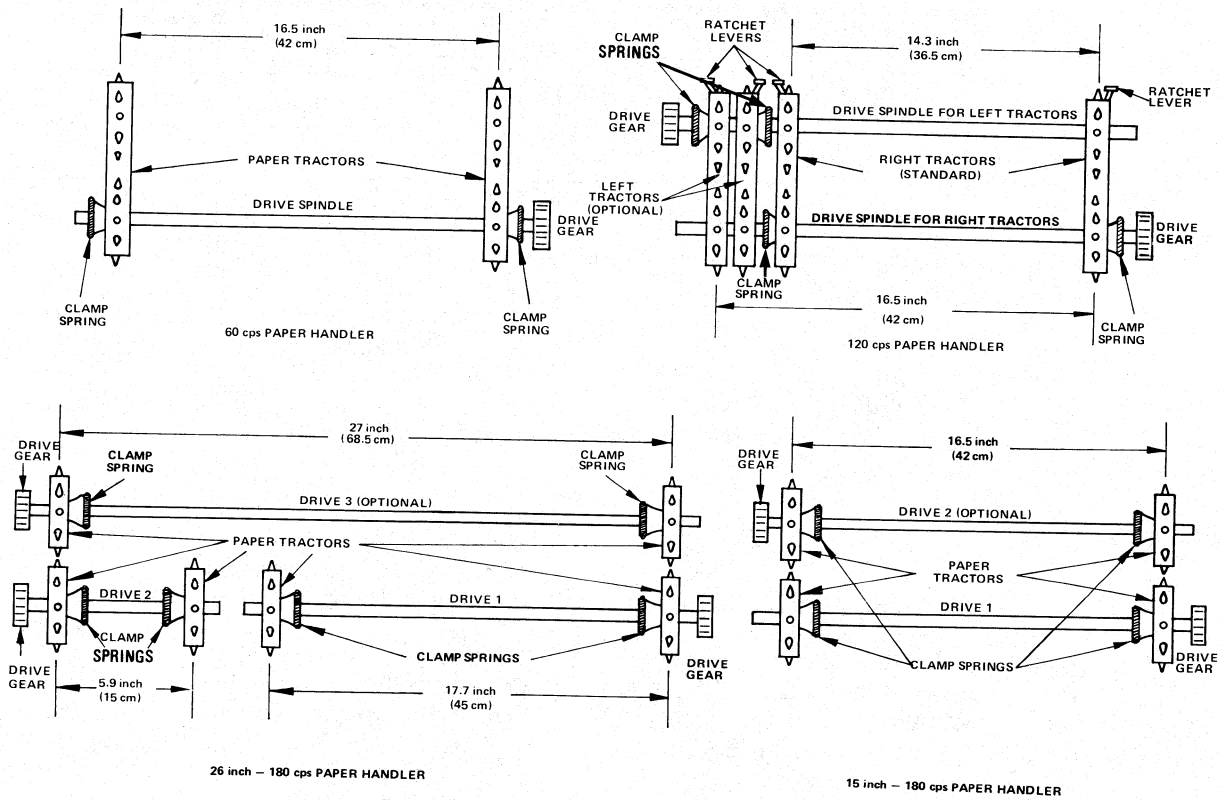 16.5 inch
(42 cm)
PAPER TRACTORS
DRIVE SPINDLE
DRIVE
GEAR
CLAMP
SPRING
CLAMP
SPRING
60 cps PAPER HANDLER
RATCHET
LEVERS
CLAMP
SPRINGS
14.3 inch
(36.5 cm)
RATCHET
LEVER
DRIVE
GEAR
DRIVE SPINDLE FOR LEFT TRACTORS
RIGHT TRACTORS
(STANDARD)
LEFT
TRACTORS
(OPTIONAL)
DRIVE SPINDLE FOR RIGHT TRACTORS
DRIVE
GEAR
CLAMP
SPRING
16.5 inch
(42 cm)
CLAMP
SPRING
120 cps PAPER HANDLER
27 inch
(68.5 cm)
DRIVE
GEAR
CLAMP
SPRING
CLAMP
SPRING
DRIVE 3 (OPTIONAL)
PAPER TRACTORS
DRIVE 2
DRIVE 1
CLAMP
SPRINGS
CLAMP SPRINGS
DRIVE
GEAR
DRIVE
GEAR
5.9 inch
(15 cm)
17.7 inch
(45 cm)
26 inch – 180 cps PAPER HANDLER
16.5 inch
(42 cm)
DRIVE
GEAR
DRIVE 2 (OPTIONAL)
PAPER
TRACTORS
DRIVE 1
CLAMP SPRINGS
DRIVE
GEAR
15 inch – 180 cps PAPER HANDLER